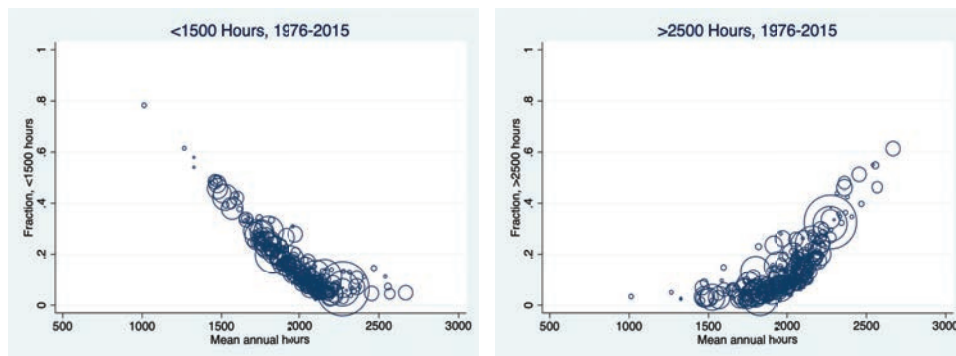 <1500 Hours, 1976-2015
Fraction, <1500 hours
1
.8
.6
.4
.2
0
500 1000 1500 2000 2500 3000
Mean annual hours
>2500 Hours, 1976-2015
Fraction, >2500 hours
1
.8
.6
.4
.2
0
500 1000 1500 2000 2500 3000
Mean annual hours